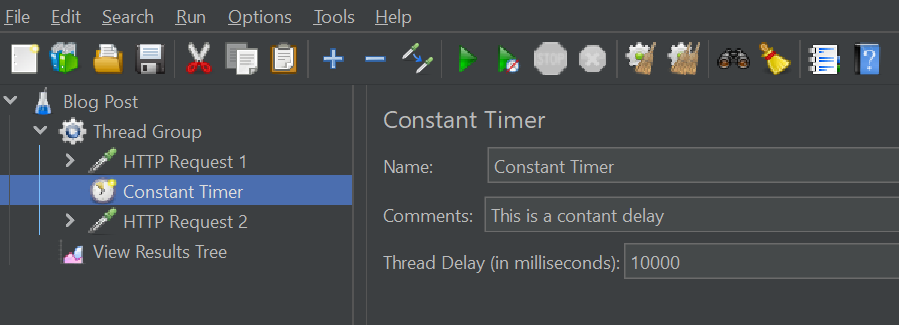 File Edit Search Run Options Tools Help
STOP
?
Blog Post
Thread Group
HTTP Request 1
Constant Timer
HTTP Request 2
View Results Tree
Constant Timer
Name: Constant Timer
Comments: This is a contant delay
Thread Delay (in milliseconds): 10000